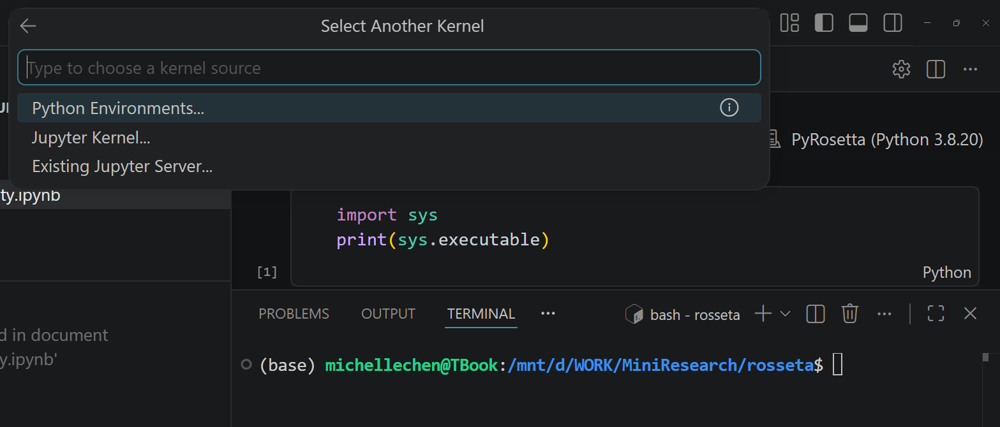 Select Another Kernel
Type to choose a kernel source
Python Environments...
Jupyter Kernel...
Existing Jupyter Server...
PyRosetta (Python 3.8.20)
ty.ipynb
import sys
print(sys.executable)
[1]
Python
PROBLEMS OUTPUT TERMINAL
bash - rosseta
d in document
y.ipynb'
(base) michellechen@TBook:/mnt/d/WORK/MiniResearch/rosseta$